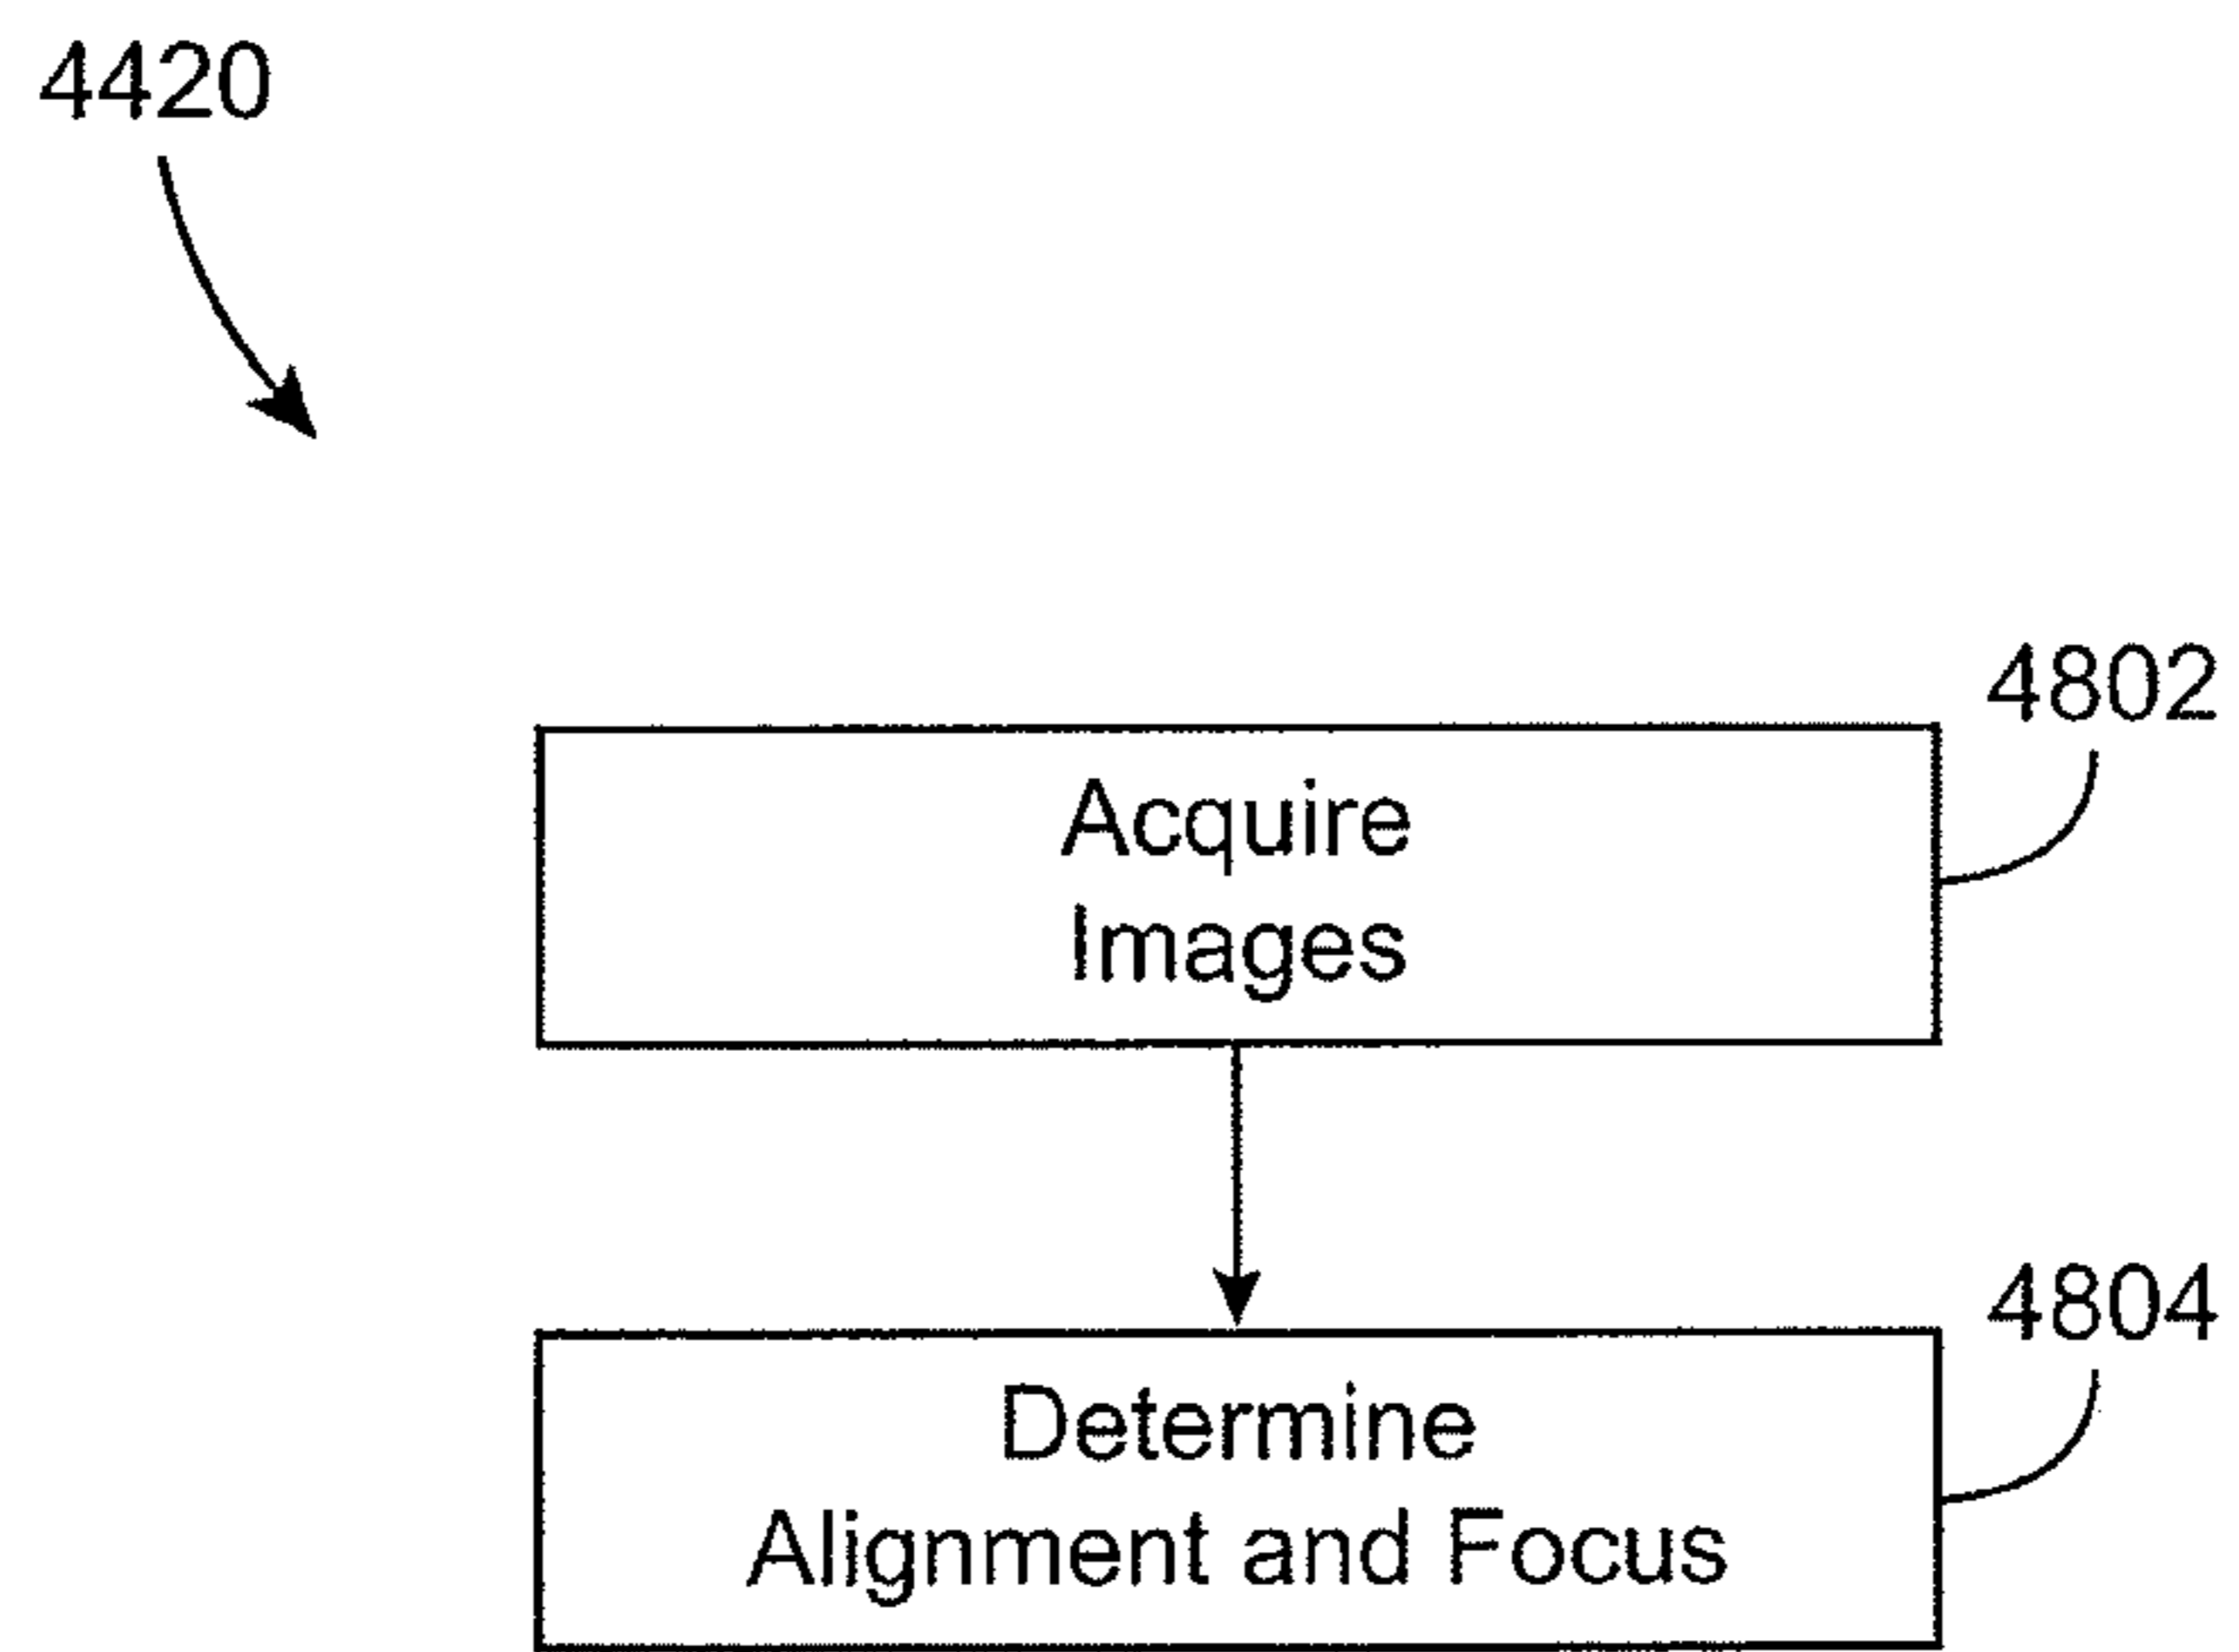 4420
4802
Acquire
Images
4804
Determine
Alignment and Focus